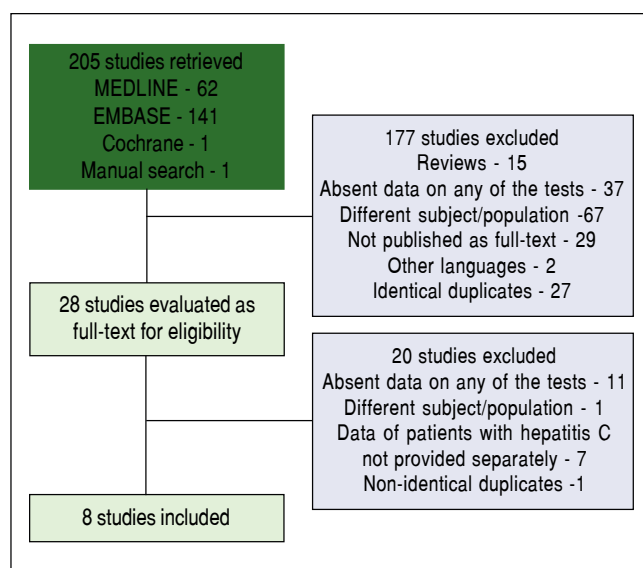 205 studies retrieved
MEDLINE - 62
EMBASE - 141
Cochrane - 1
Manual search - 1
177 studies excluded
Reviews - 15
Absent data on any of the tests - 37
Different subject/population -67
Not published as full-text - 29
Other languages - 2
Identical duplicates - 27
28 studies evaluated as
full-text for eligibility
20 studies excluded
Absent data on any of the tests - 11
Different subject/population - 1
Data of patients with hepatitis C
not provided separately - 7
Non-identical duplicates -1
8 studies included